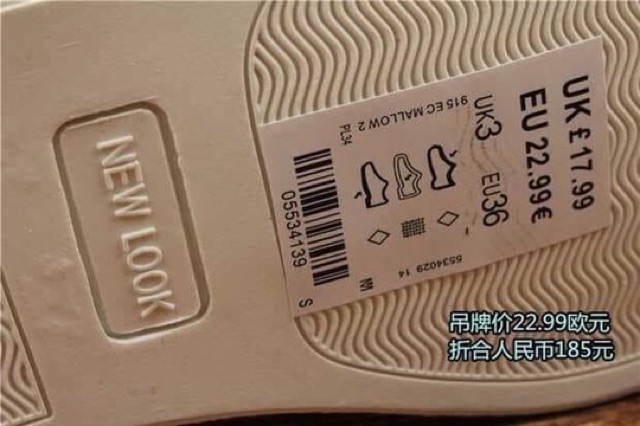 NEW LOOK
UK £17.99
EU 22.99€
UK3 EU36
915 EC MALLOW 2
PL34
05534139
S
5534029 14
吊牌价22.99欧元
折合人民币185元